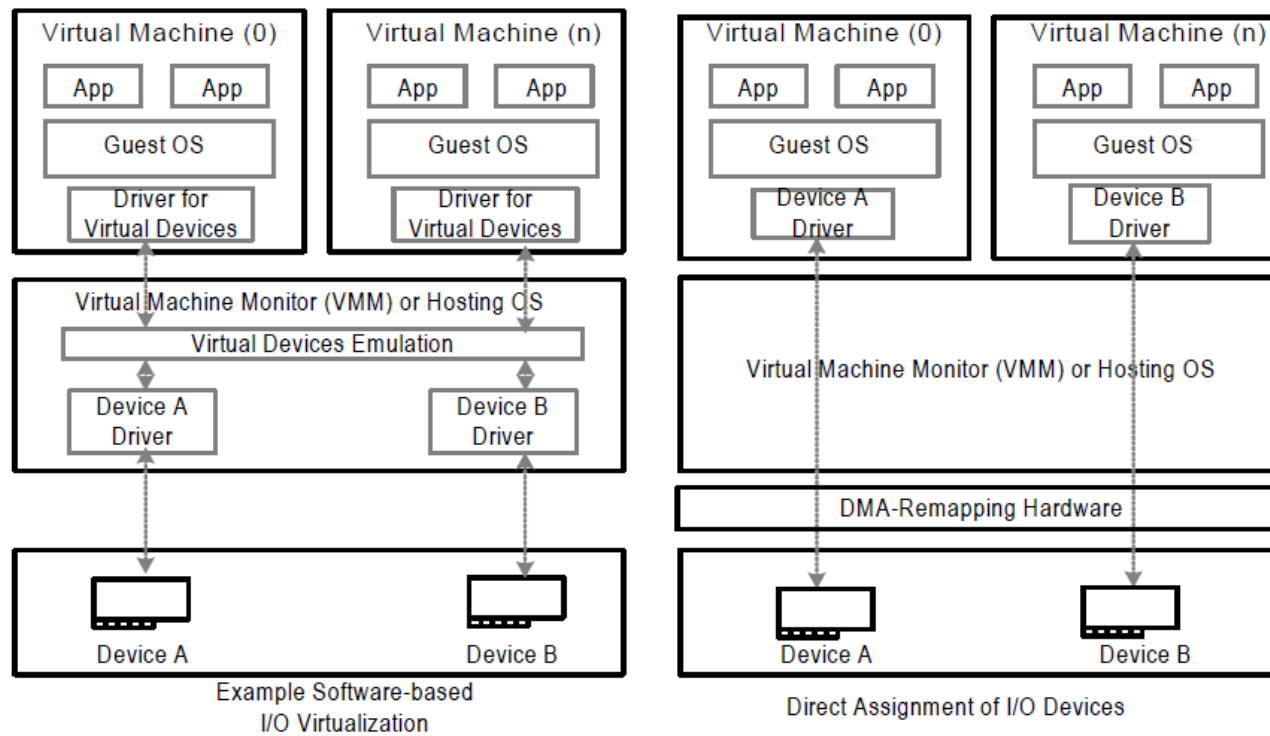 Virtual Machine (0)
App
App
Guest OS
Driver for
Virtual Devices
Virtual Machine (n)
App
App
Guest OS
Driver for
Virtual Devices
Virtual Machine Monitor (VMM) or Hosting OS
Virtual Devices Emulation
Device A
Driver
Device B
Driver
Device A
Device B
Example Software-based
I/O Virtualization
Virtual Machine (0)
App
App
Guest OS
Device A
Driver
Virtual Machine (n)
App
App
Guest OS
Device B
Driver
Virtual Machine Monitor (VMM) or Hosting OS
DMA-Remapping Hardware
Device A
Device B
Direct Assignment of I/O Devices